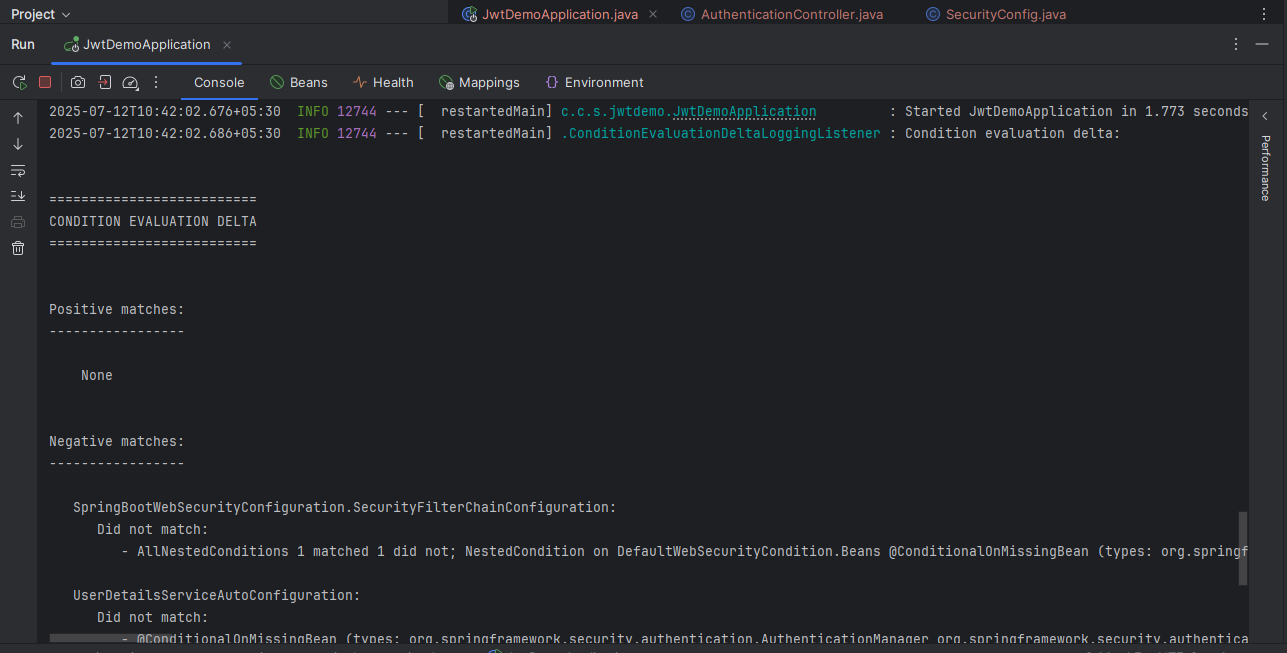 Project
JwtDemoApplication.java
AuthenticationController.java
SecurityConfig.java
Run
JwtDemoApplication
Console
Beans
Health
Mappings
Environment
2025-07-12T10:42:02.676+05:30  INFO 12744 --- [  restartedMain] c.c.s.jwtdemo.JwtDemoApplication         : Started JwtDemoApplication in 1.773 seconds
2025-07-12T10:42:02.686+05:30  INFO 12744 --- [  restartedMain] .ConditionEvaluationDeltaLoggingListener : Condition evaluation delta:
==========================
CONDITION EVALUATION DELTA
==========================
Positive matches:
-----------------
None
Negative matches:
-----------------
SpringBootWebSecurityConfiguration.SecurityFilterChainConfiguration:
Did not match:
- AllNestedConditions 1 matched 1 did not; NestedCondition on DefaultWebSecurityCondition.Beans @ConditionalOnMissingBean (types: org.springf
UserDetailsServiceAutoConfiguration:
Did not match:
- @ConditionalOnMissingBean (types: org.springframework.security.authentication.AuthenticationManager org.springframework.security.authentica
Performance